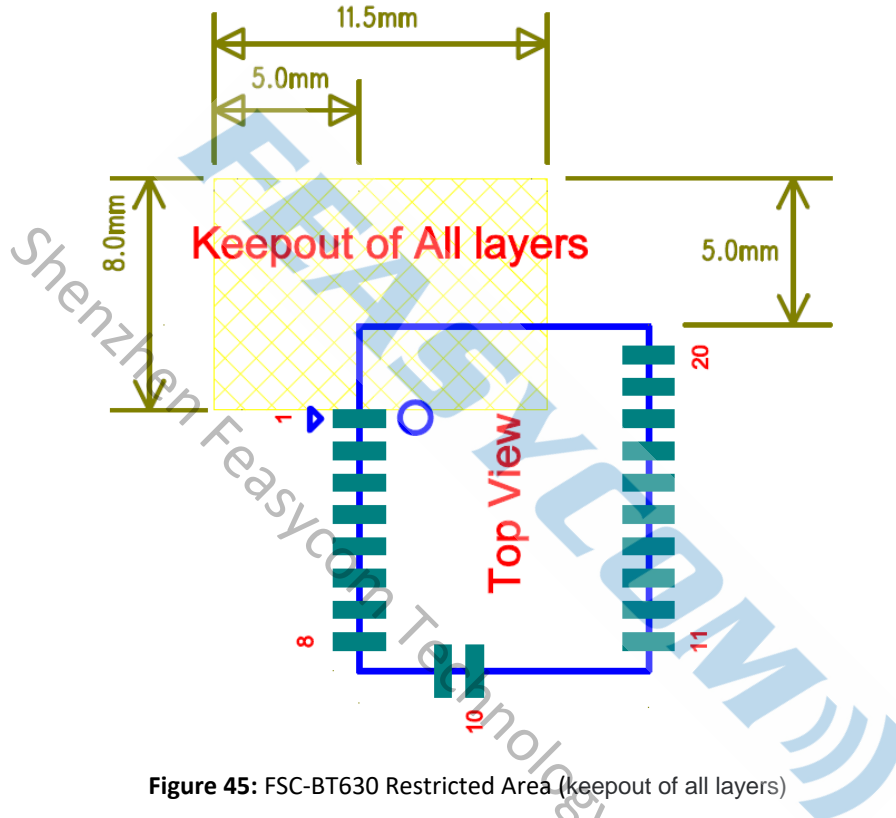 11.5mm
5.0mm
8.0mm
5.0mm
Keepout of All layers
20
1
Top View
8
11
10
FEASYCOM
Shenzhen Feasycom Technology
Figure 45: FSC-BT630 Restricted Area (keepout of all layers)